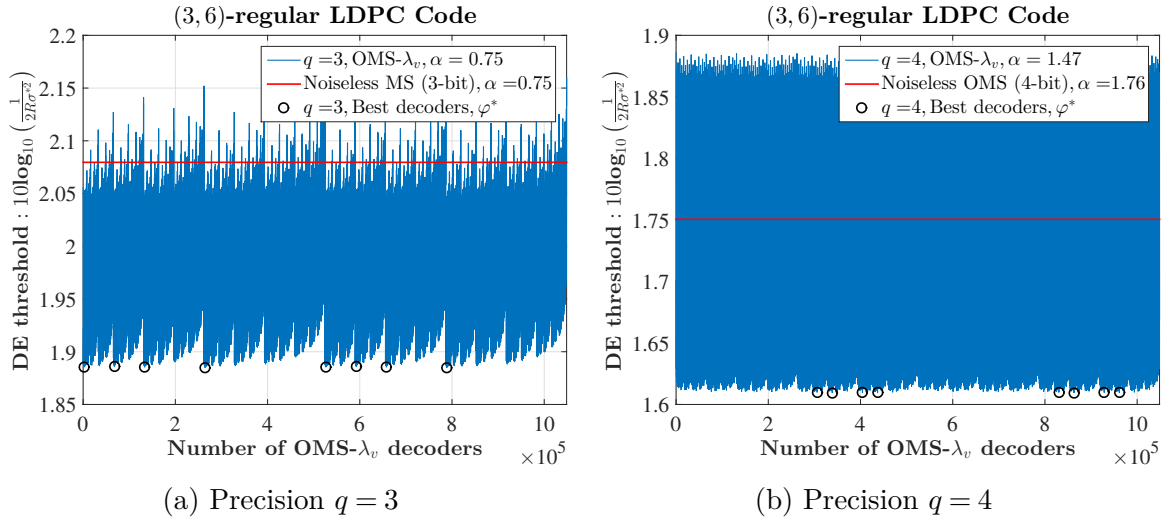 (3,6)-regular LDPC Code
2.2
2.15
2.1
2.05
2
1.95
1.9
1.85
DE threshold : 10log₁₀ (1/(2Rσ*²))
q =3, OMS-λᵥ, α = 0.75
Noiseless MS (3-bit), α =0.75
q =3, Best decoders, φ*
0 2 4 6 8 10
Number of OMS-λᵥ decoders
×10⁵
(a) Precision q = 3
(3,6)-regular LDPC Code
1.9
1.85
1.8
1.75
1.7
1.65
1.6
DE threshold : 10log₁₀ (1/(2Rσ*²))
q =4, OMS-λᵥ, α = 1.47
Noiseless OMS (4-bit), α =1.76
q =4, Best decoders, φ*
0 2 4 6 8 10
Number of OMS-λᵥ decoders
×10⁵
(b) Precision q = 4